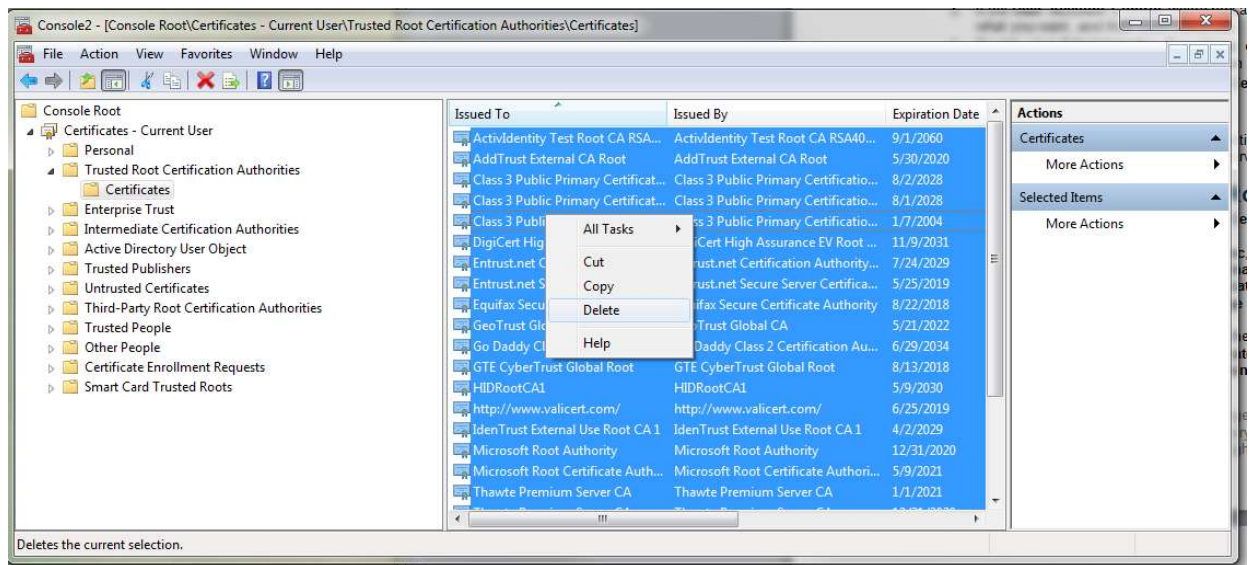 Console2 - [Console Root\Certificates - Current User\Trusted Root Certification Authorities\Certificates]
File Action View Favorites Window Help
Console Root
Certificates - Current User
Personal
Trusted Root Certification Authorities
Certificates
Enterprise Trust
Intermediate Certification Authorities
Active Directory User Object
Trusted Publishers
Untrusted Certificates
Third-Party Root Certification Authorities
Trusted People
Other People
Certificate Enrollment Requests
Smart Card Trusted Roots
Issued To Issued By Expiration Date
ActivIdentity Test Root CA RSA... ActivIdentity Test Root CA RSA40... 9/1/2060
AddTrust External CA Root AddTrust External CA Root 5/30/2020
Class 3 Public Primary Certificat... Class 3 Public Primary Certificatio... 8/2/2028
Class 3 Public Primary Certificat... Class 3 Public Primary Certificatio... 8/1/2028
Class 3 Publi ss 3 Public Primary Certificatio... 1/7/2004
DigiCert Hig iCert High Assurance EV Root ... 11/9/2031
Entrust.net C rust.net Certification Authority... 7/24/2029
Entrust.net S rust.net Secure Server Certifica... 5/25/2019
Equifax Secu ifax Secure Certificate Authority 8/22/2018
GeoTrust Glo Trust Global CA 5/21/2022
Go Daddy Cl Daddy Class 2 Certification Au... 6/29/2034
GTE CyberTrust Global Root GTE CyberTrust Global Root 8/13/2018
HIDRootCA1 HIDRootCA1 5/9/2030
http://www.valicert.com/ http://www.valicert.com/ 6/25/2019
IdenTrust External Use Root CA 1 IdenTrust External Use Root CA 1 4/2/2029
Microsoft Root Authority Microsoft Root Authority 12/31/2020
Microsoft Root Certificate Auth... Microsoft Root Certificate Authori... 5/9/2021
Thawte Premium Server CA Thawte Premium Server CA 1/1/2021
All Tasks
Cut
Copy
Delete
Help
Actions
Certificates
More Actions
Selected Items
More Actions
Deletes the current selection.